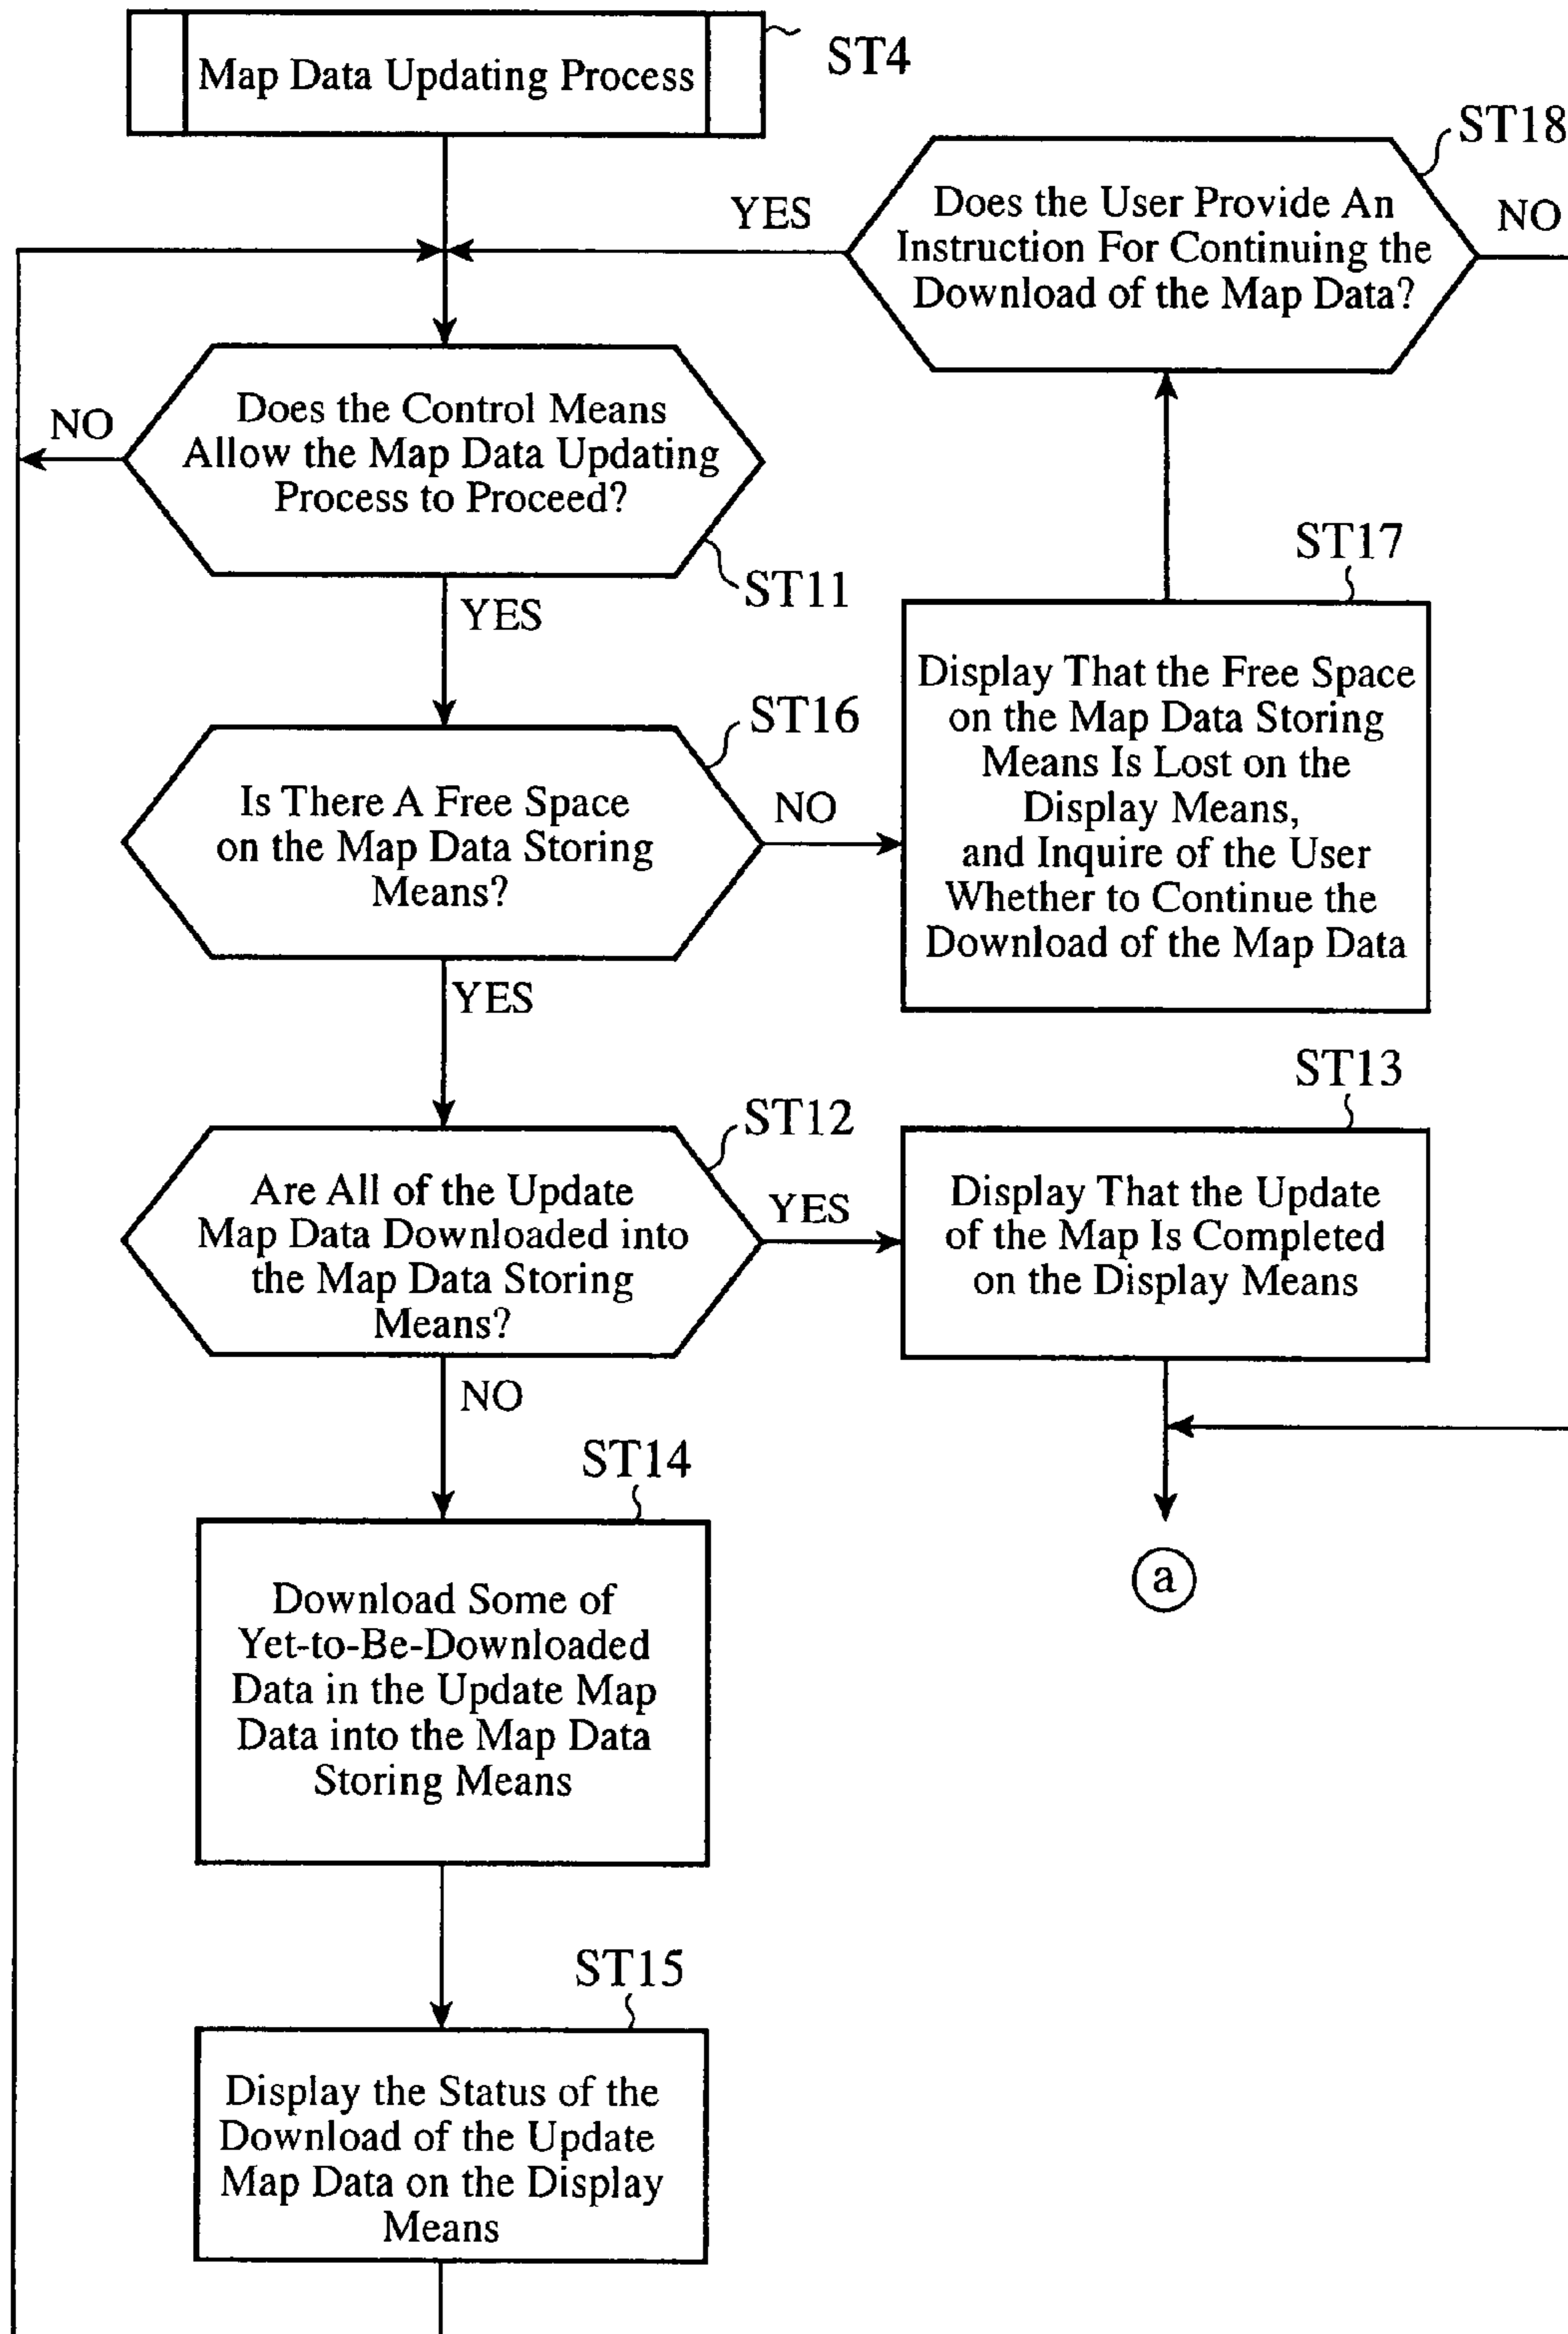 Map Data Updating Process
ST4
ST18
Does the User Provide An
Instruction For Continuing the
Download of the Map Data?
YES
NO
Does the Control Means
Allow the Map Data Updating
Process to Proceed?
NO
ST11
YES
ST17
Display That the Free Space
on the Map Data Storing
Means Is Lost on the
Display Means,
and Inquire of the User
Whether to Continue the
Download of the Map Data
ST16
Is There A Free Space
on the Map Data Storing
Means?
NO
YES
ST12
Are All of the Update
Map Data Downloaded into
the Map Data Storing
Means?
YES
ST13
Display That the Update
of the Map Is Completed
on the Display Means
NO
a
ST14
Download Some of
Yet-to-Be-Downloaded
Data in the Update Map
Data into the Map Data
Storing Means
ST15
Display the Status of the
Download of the Update
Map Data on the Display
Means